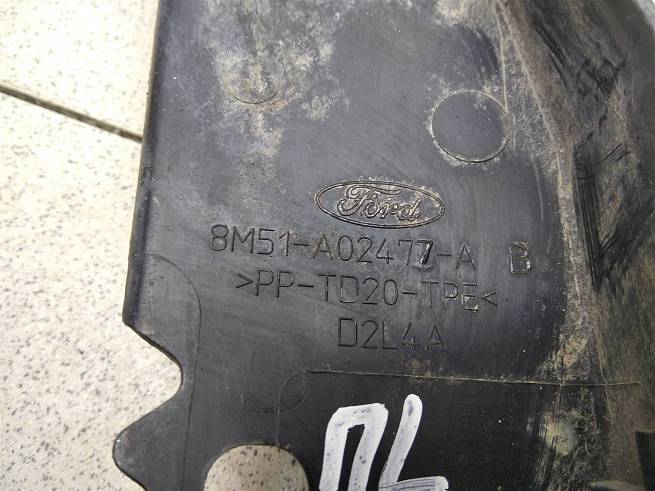 Ford
8M51-A02477-A B
>PP-TD20-TPE<
D2L4A
ПЛ